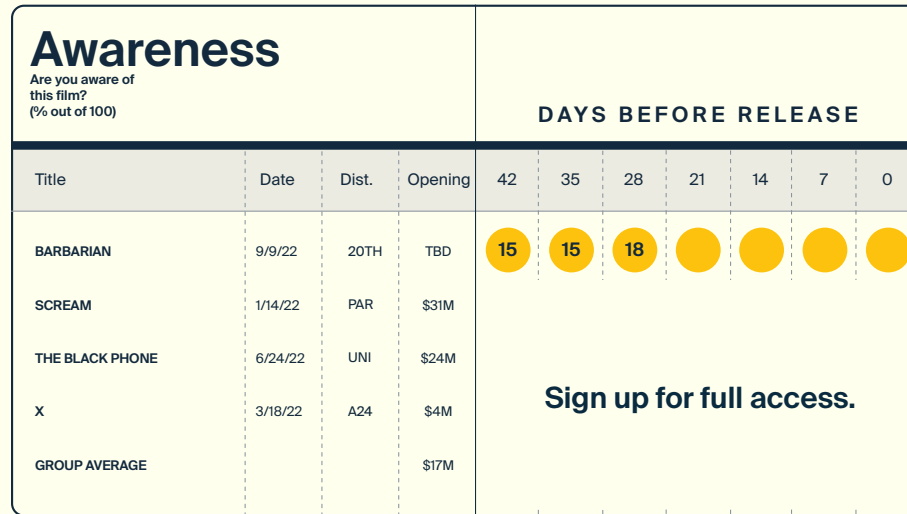 Awareness
Are you aware of
this film?
(% out of 100)
DAYS BEFORE RELEASE
Title Date Dist. Opening 42 35 28 21 14 7 0
BARBARIAN 9/9/22 20TH TBD 15 15 18
SCREAM 1/14/22 PAR $31M
THE BLACK PHONE 6/24/22 UNI $24M
Sign up for full access.
X 3/18/22 A24 $4M
GROUP AVERAGE $17M